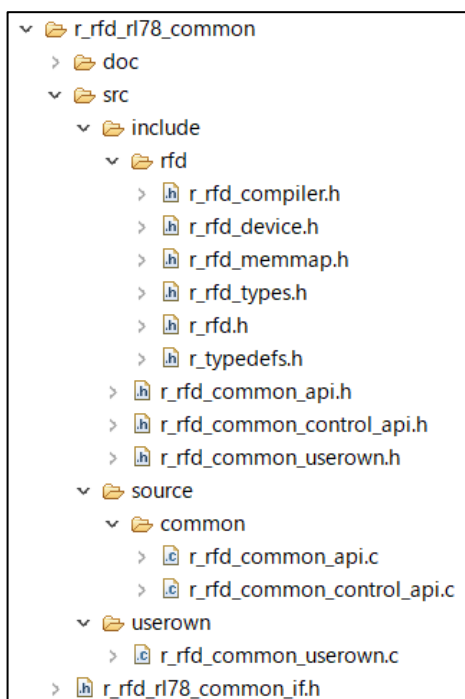 r_rfd_rl78_common
doc
src
include
rfd
r_rfd_compiler.h
r_rfd_device.h
r_rfd_memmap.h
r_rfd_types.h
r_rfd.h
r_typedefs.h
r_rfd_common_api.h
r_rfd_common_control_api.h
r_rfd_common_userown.h
source
common
r_rfd_common_api.c
r_rfd_common_control_api.c
userown
r_rfd_common_userown.c
r_rfd_rl78_common_if.h